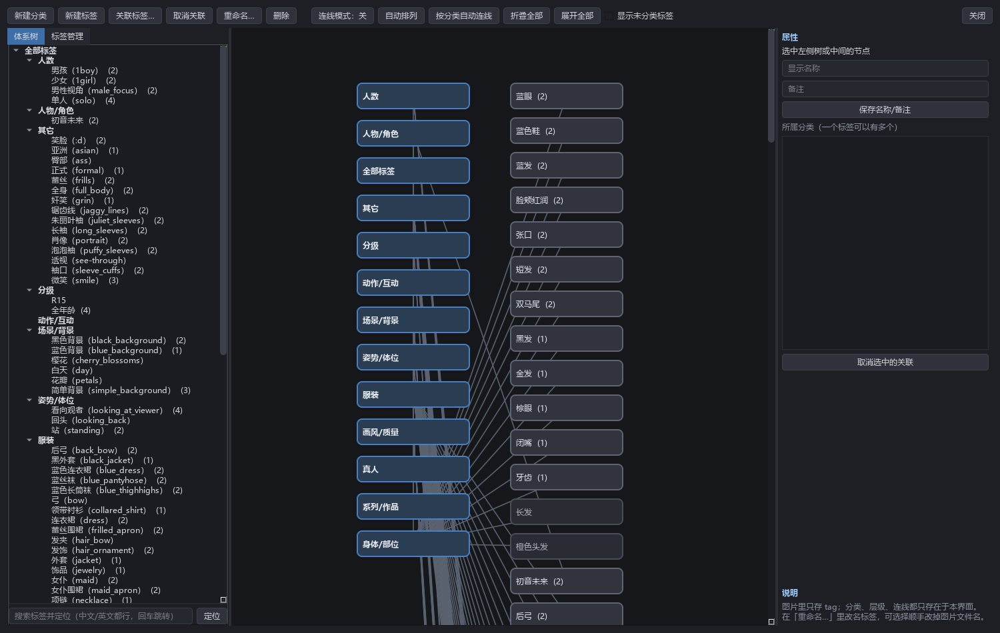 新建分类 新建标签 关联标签... 取消关联 重命名... 删除 连线模式：关 自动排列 按分类自动连线 折叠全部 展开全部 显示未分类标签 关闭
体系树 标签管理
全部标签
人数
男孩（1boy） (2)
少女（1girl） (2)
男性视角（male_focus） (2)
单人（solo） (4)
人物/角色
初音未来 (2)
其它
笑脸（:d） (2)
亚洲（asian） (1)
臀部（ass）
正式（formal） (1)
蕾丝（frills） (2)
全身（full_body） (2)
奸笑（grin） (1)
锯齿线（jaggy_lines） (2)
朱丽叶袖（juliet_sleeves） (2)
长袖（long_sleeves） (2)
肖像（portrait） (2)
泡泡袖（puffy_sleeves） (2)
透视（see-through）
袖口（sleeve_cuffs） (2)
微笑（smile） (3)
分级
R15
全年龄 (4)
动作/互动
场景/背景
黑色背景（black_background） (2)
蓝色背景（blue_background） (1)
樱花（cherry_blossoms）
白天（day）
花瓣（petals）
简单背景（simple_background） (3)
姿势/体位
看向观者（looking_at_viewer） (4)
回头（looking_back）
站（standing） (2)
服装
后弓（back_bow） (2)
黑外套（black_jacket） (1)
蓝色连衣裙（blue_dress） (2)
蓝丝袜（blue_pantyhose） (2)
蓝色长筒袜（blue_thighhighs） (2)
弓（bow）
领带衬衫（collared_shirt） (1)
连衣裙（dress） (2)
蕾丝围裙（frilled_apron） (2)
发夹（hair_bow）
发饰（hair_ornament） (2)
外套（jacket） (1)
饰品（jewelry） (1)
女仆（maid） (2)
女仆围裙（maid_apron） (2)
项链（necklace） (1)
搜索标签并定位（中文/英文都行，回车跳转） 定位
人数
人物/角色
全部标签
其它
分级
动作/互动
场景/背景
姿势/体位
服装
画风/质量
真人
系列/作品
身体/部位
蓝眼 (2)
蓝色鞋 (2)
蓝发 (2)
脸颊红润 (2)
张口 (2)
短发 (2)
双马尾 (2)
黑发 (1)
金发 (1)
棕眼 (1)
闭嘴 (1)
牙齿 (1)
长发
橙色头发
初音未来 (2)
后弓 (2)
属性
选中左侧树或中间的节点
显示名称
备注
保存名称/备注
所属分类（一个标签可以有多个）
取消选中的关联
说明
图片里只存 tag；分类、层级、连线都只存在于本界面。
在「重命名...」里改名标签，可选择顺手改掉图片文件名。